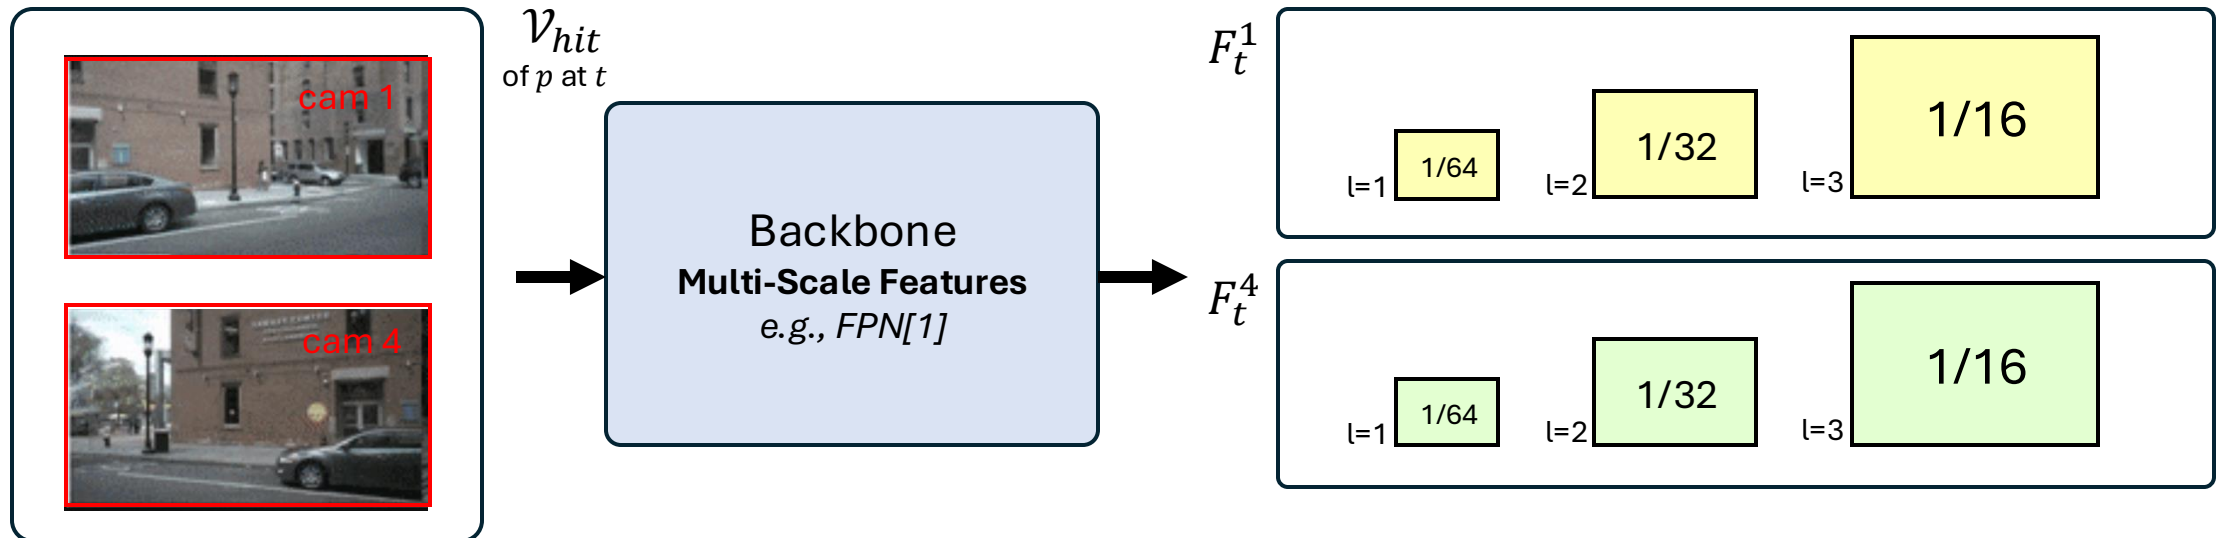 cam 1
cam 4
𝒱_hit
of p at t
Backbone
Multi-Scale Features
e.g., FPN[1]
F_t^1
l=1
1/64
l=2
1/32
l=3
1/16
F_t^4
l=1
1/64
l=2
1/32
l=3
1/16